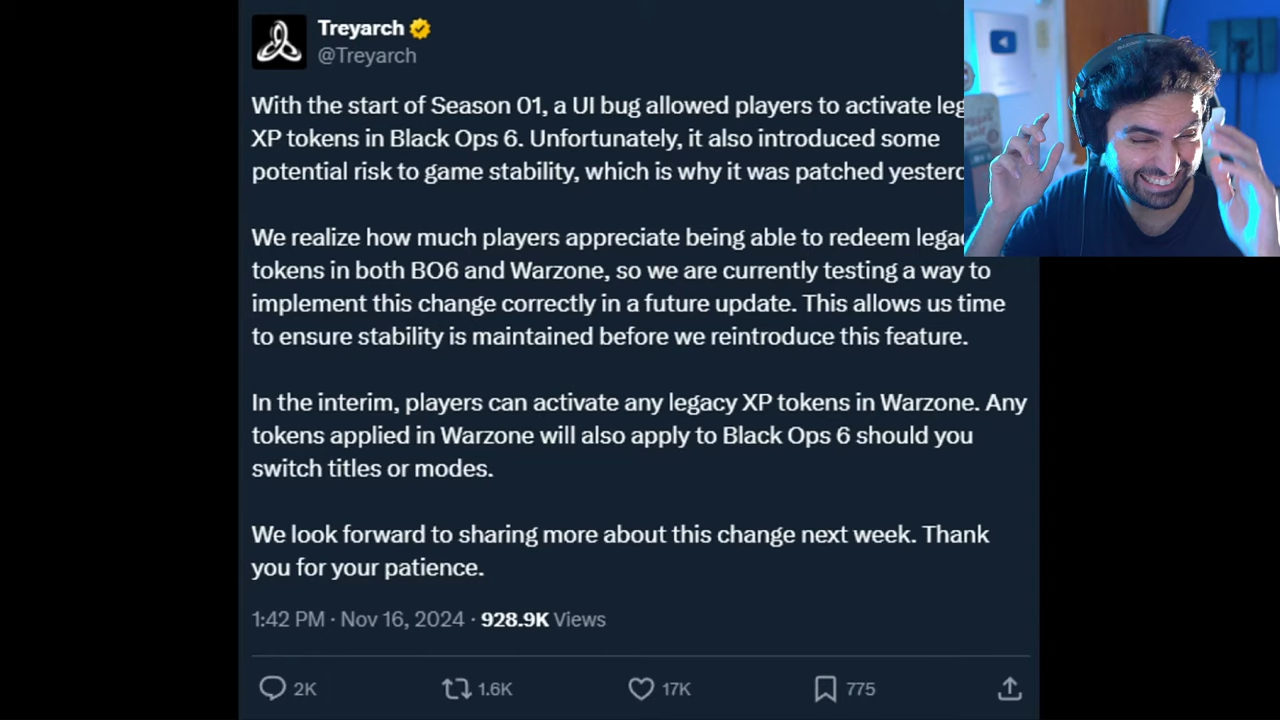 Treyarch
@Treyarch
With the start of Season 01, a UI bug allowed players to activate
XP tokens in Black Ops 6. Unfortunately, it also introduced some
potential risk to game stability, which is why it was patched
We realize how much players appreciate being able to redeem
tokens in both BO6 and Warzone, so we are currently testing a way to
implement this change correctly in a future update. This allows us time
to ensure stability is maintained before we reintroduce this feature.
In the interim, players can activate any legacy XP tokens in Warzone. Any
tokens applied in Warzone will also apply to Black Ops 6 should you
switch titles or modes.
We look forward to sharing more about this change next week. Thank
you for your patience.
1:42 PM · Nov 16, 2024 · 928.9K Views
2K 1.6K 17K 775